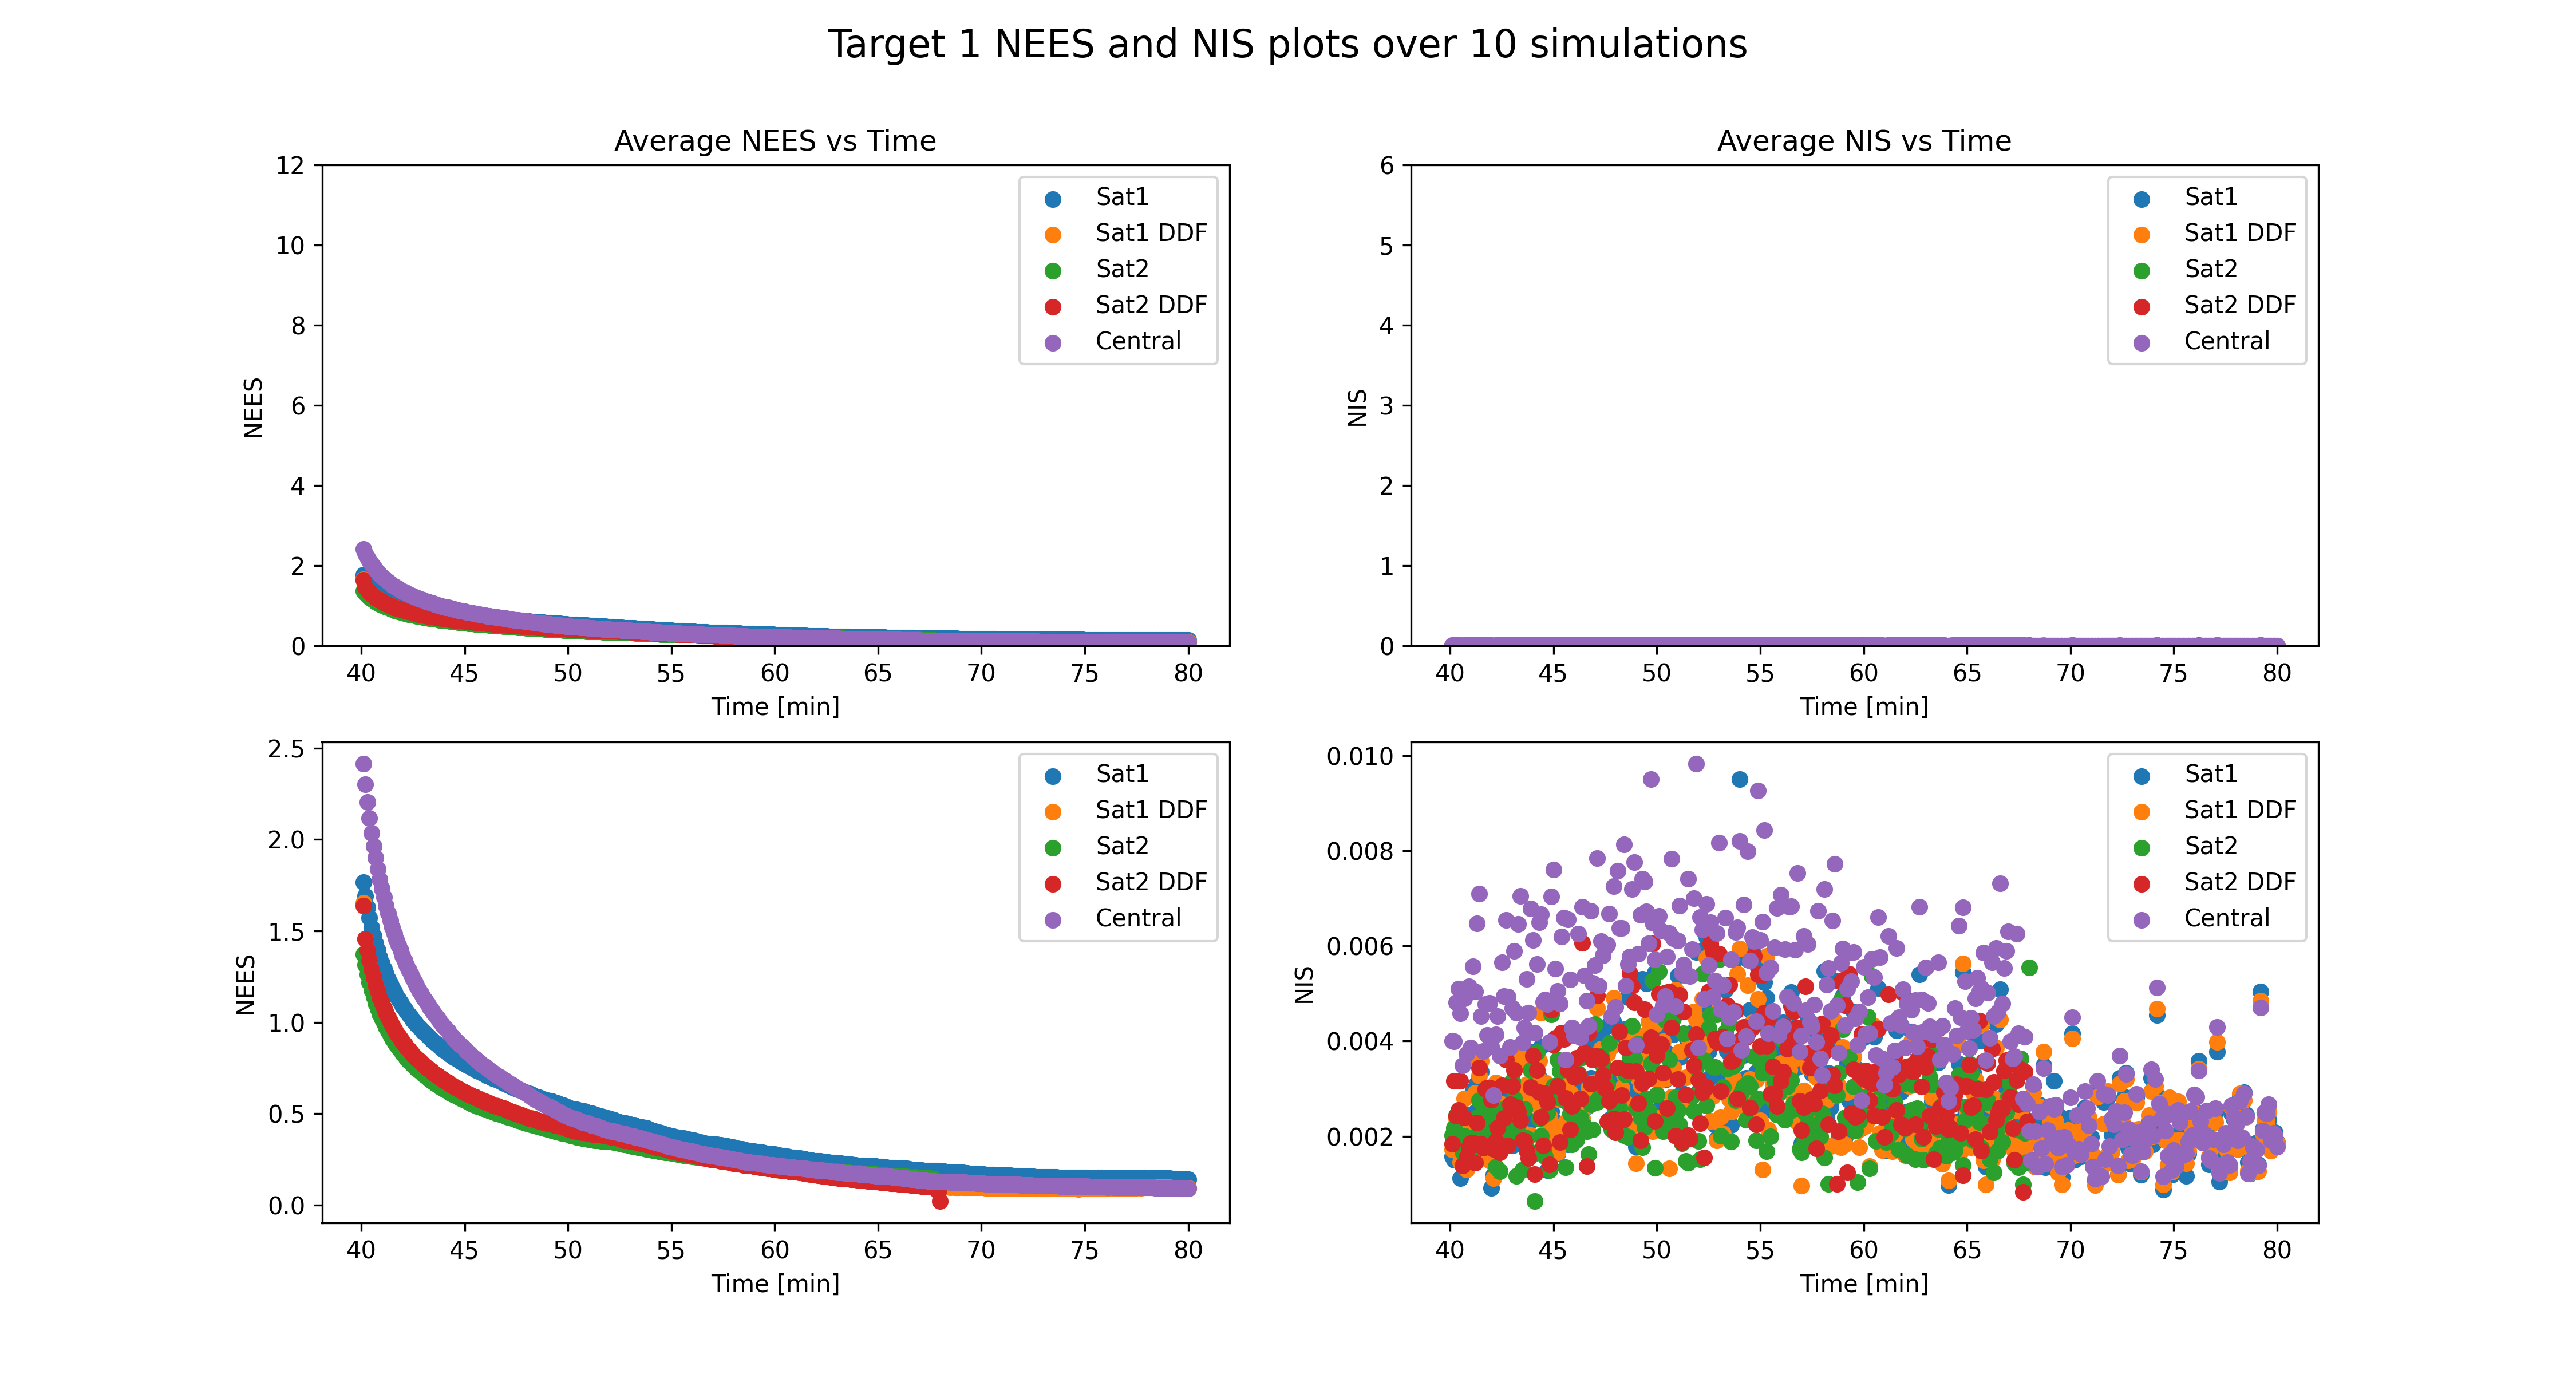 Target 1 NEES and NIS plots over 10 simulations
Average NEES vs Time
12
10
8
6
4
2
0
NEES
40 45 50 55 60 65 70 75 80
Time [min]
Sat1
Sat1 DDF
Sat2
Sat2 DDF
Central
Average NIS vs Time
6
5
4
3
2
1
0
NIS
40 45 50 55 60 65 70 75 80
Time [min]
Sat1
Sat1 DDF
Sat2
Sat2 DDF
Central
2.5
2.0
1.5
1.0
0.5
0.0
NEES
40 45 50 55 60 65 70 75 80
Time [min]
Sat1
Sat1 DDF
Sat2
Sat2 DDF
Central
0.010
0.008
0.006
0.004
0.002
NIS
40 45 50 55 60 65 70 75 80
Time [min]
Sat1
Sat1 DDF
Sat2
Sat2 DDF
Central